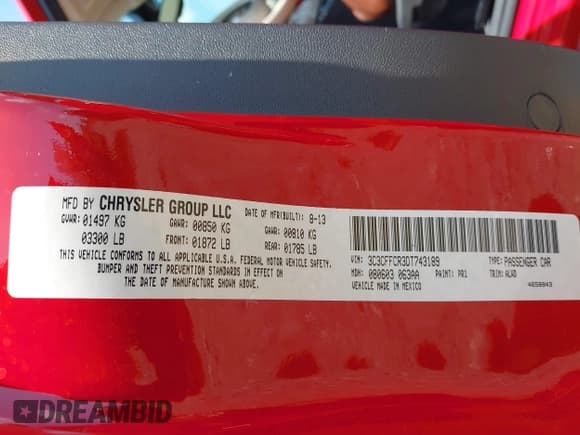 MFD BY CHRYSLER GROUP LLC DATE OF MFR(BUILT): 8-13
GVWR: 01497 KG GAWR: 00850 KG GAWR: 00810 KG
03300 LB FRONT: 01872 LB REAR: 01785 LB
THIS VEHICLE CONFORMS TO ALL APPLICABLE U.S.A. FEDERAL MOTOR VEHICLE SAFETY,
BUMPER AND THEFT PREVENTION STANDARDS IN EFFECT ON
THE DATE OF MANUFACTURE SHOWN ABOVE.
VIN: 3C3CFFCR3DT743189 TYPE: PASSENGER CAR
MDH: 080603 063AA PAINT: PR1 TRIM: ALAD
VEHICLE MADE IN MEXICO 4658843
DREAMBID